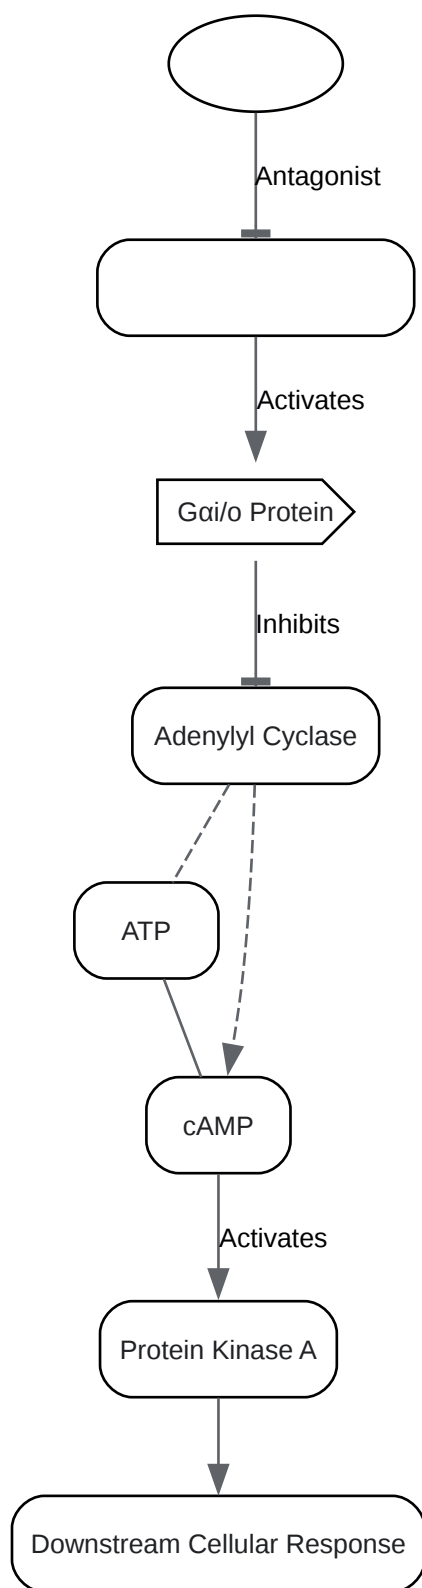 Antagonist
Activates
Gαi/o Protein
Inhibits
Adenylyl Cyclase
ATP
cAMP
Activates
Protein Kinase A
Downstream Cellular Response